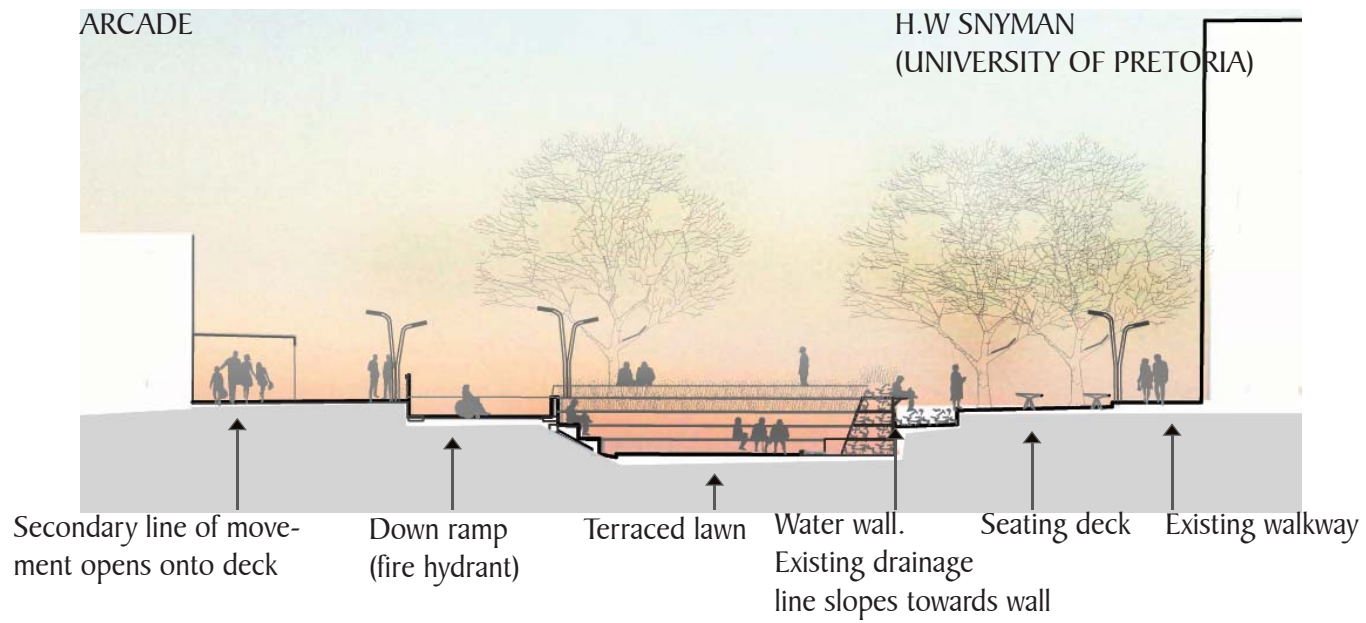 ARCADE
H.W SNYMAN
(UNIVERSITY OF PRETORIA)
Secondary line of move-
ment opens onto deck
Down ramp
(fire hydrant)
Terraced lawn
Water wall.
Existing drainage
line slopes towards wall
Seating deck
Existing walkway